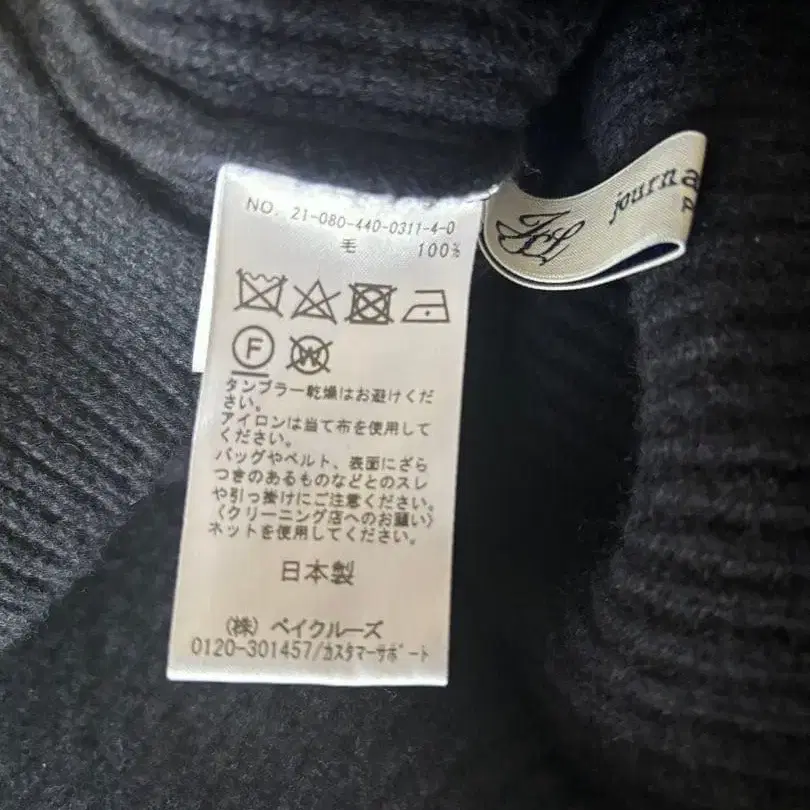 NO. 21-080-440-0311-4-0
毛 100%
F
W
タンブラー乾燥はお避けくだ
さい。
アイロンは当て布を使用して
ください。
バッグやベルト、表面にざら
つきのあるものなどとのスレ
や引っ掛けにご注意ください。
〈クリーニング店へのお願い〉
ネットを使用してください。
日本製
(株) ベイクルーズ
0120-301457/カスタマーサポート
journa